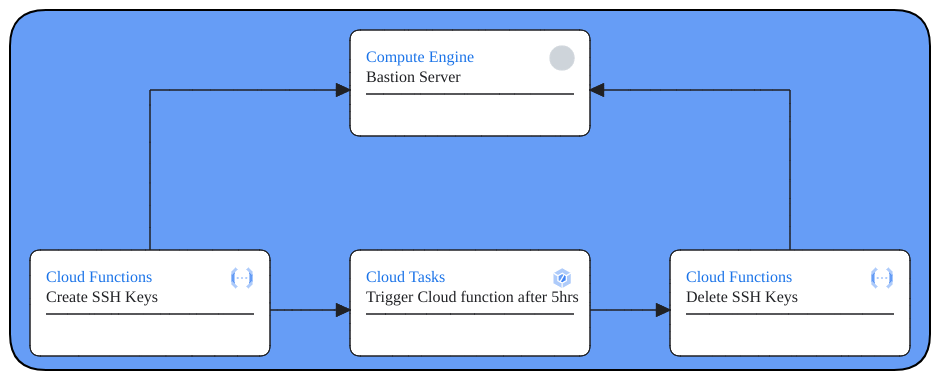 Compute Engine
Bastion Server
Cloud Functions
Create SSH Keys
Cloud Tasks
Trigger Cloud function after 5hrs
Cloud Functions
Delete SSH Keys